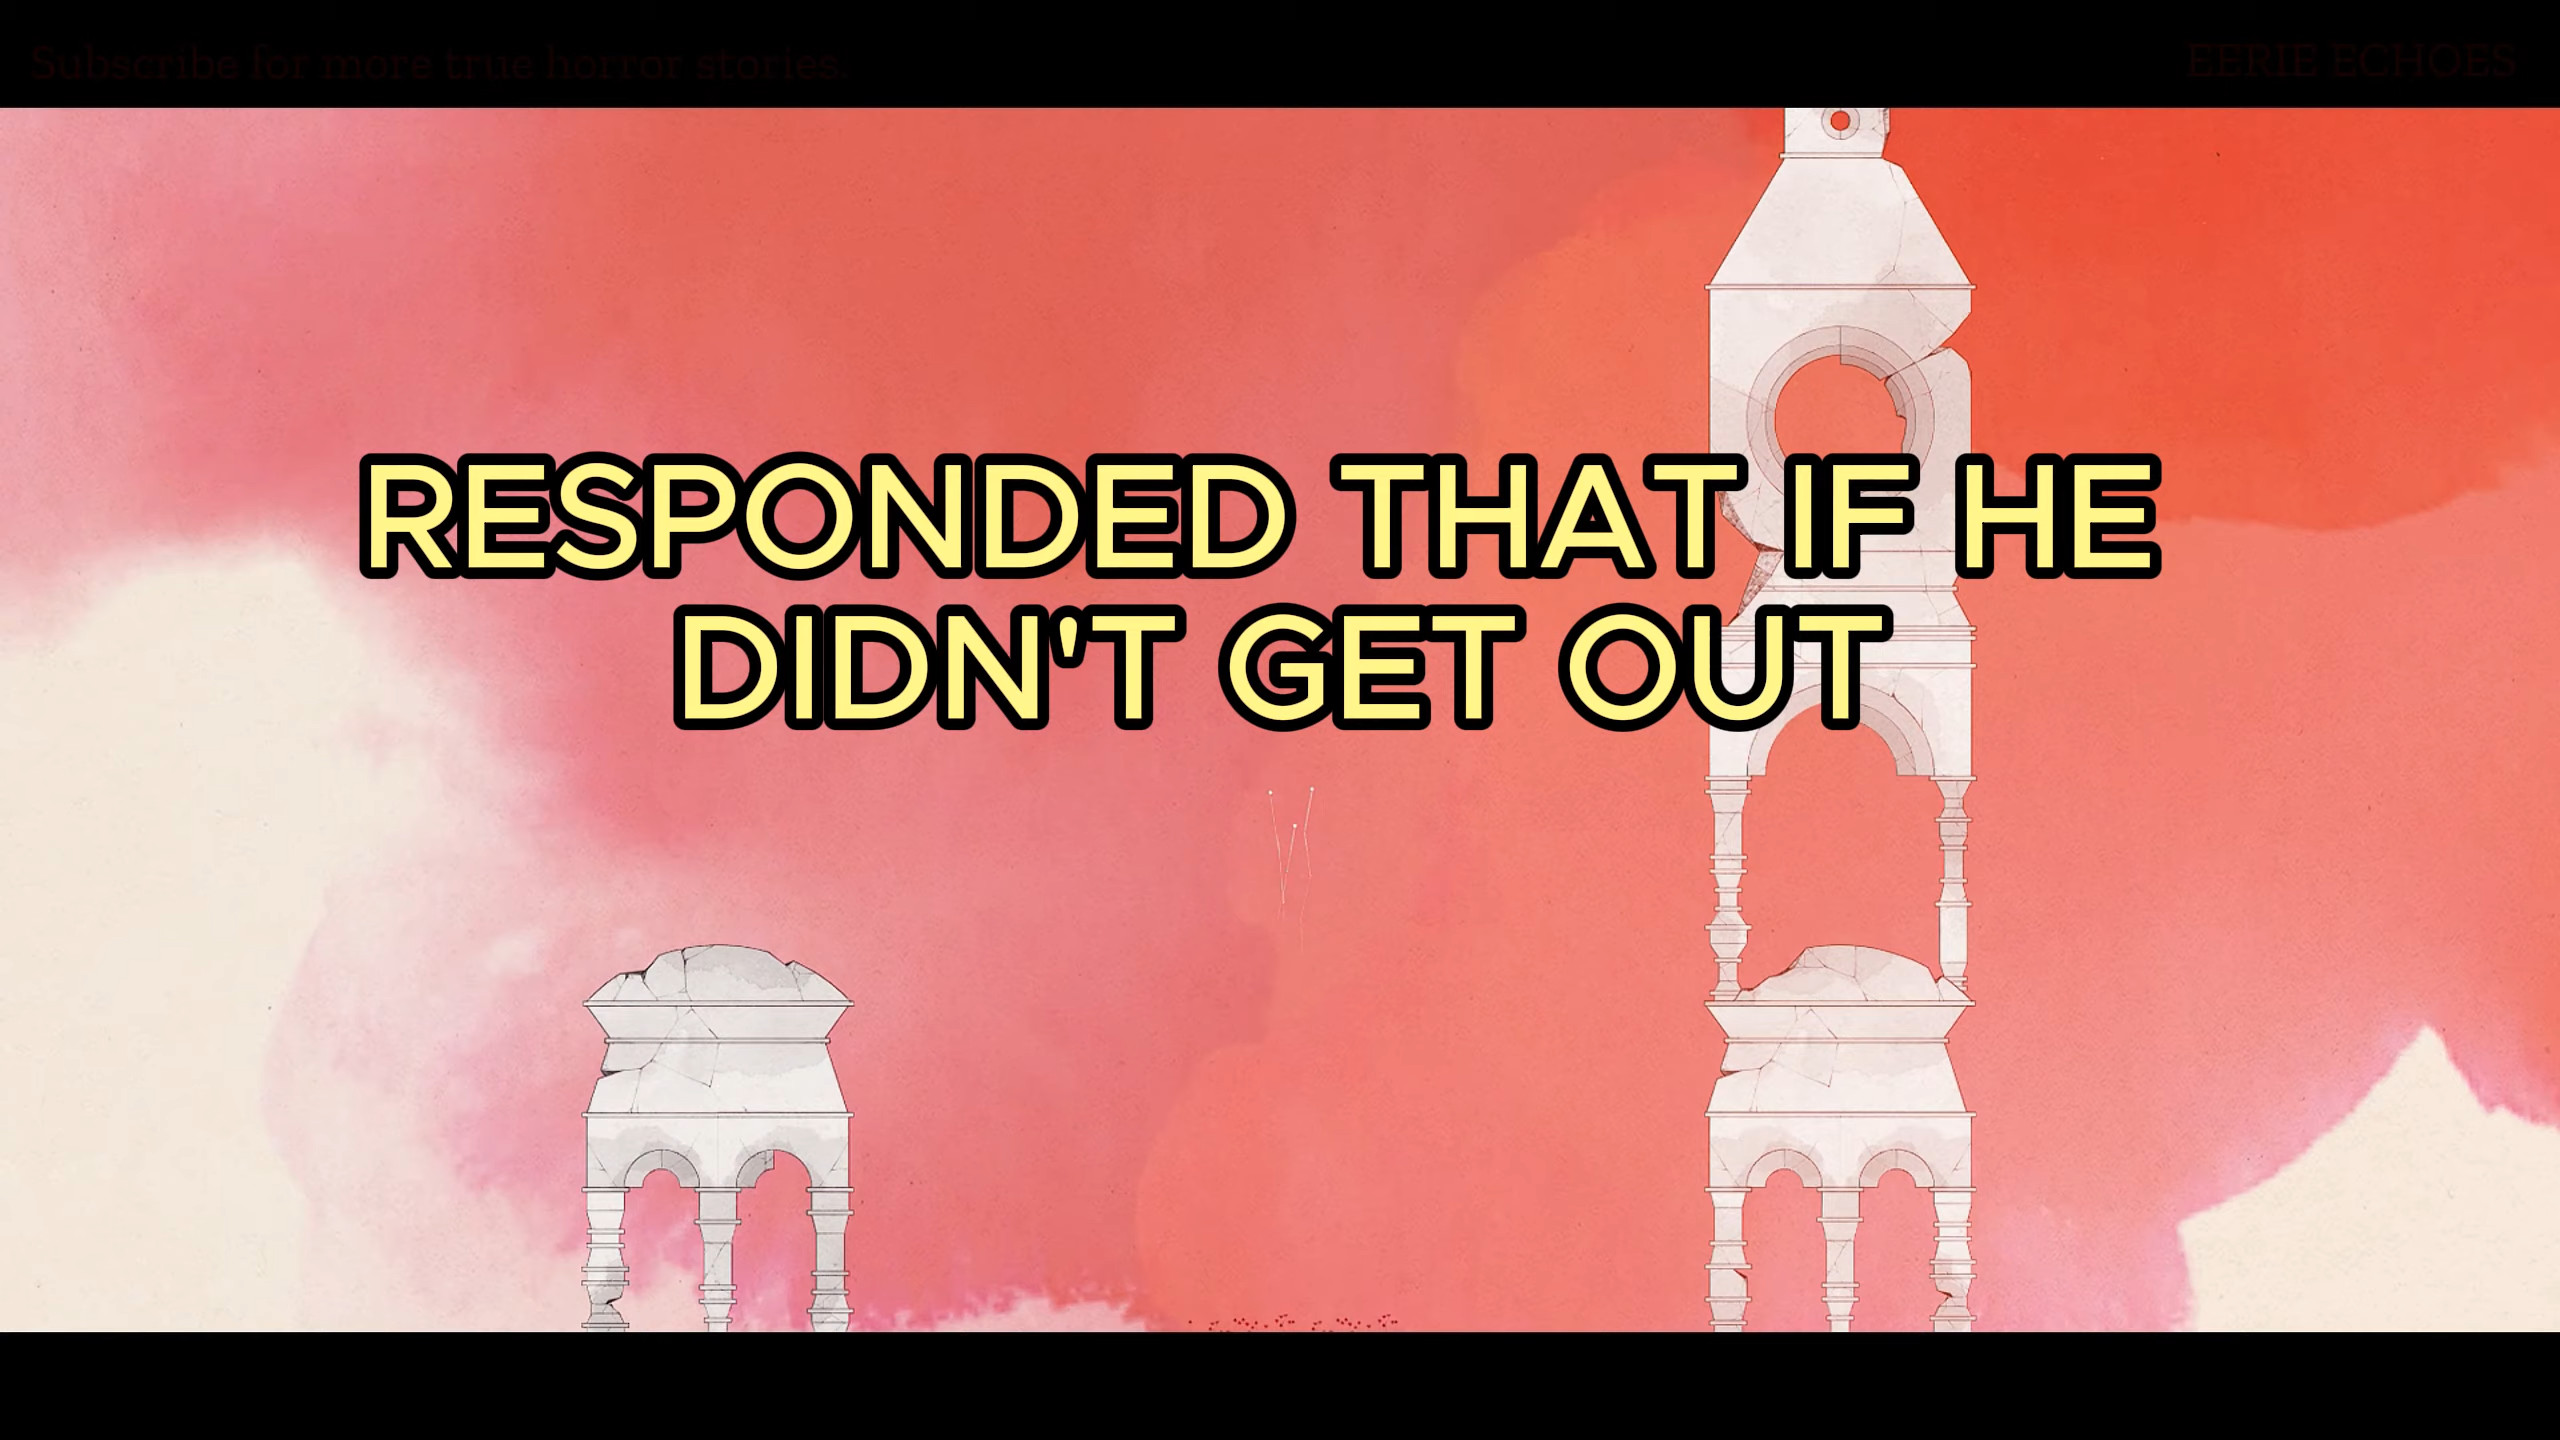 Subscribe for more true horror stories.
EERIE ECHOES
RESPONDED THAT IF HE
DIDN'T GET OUT